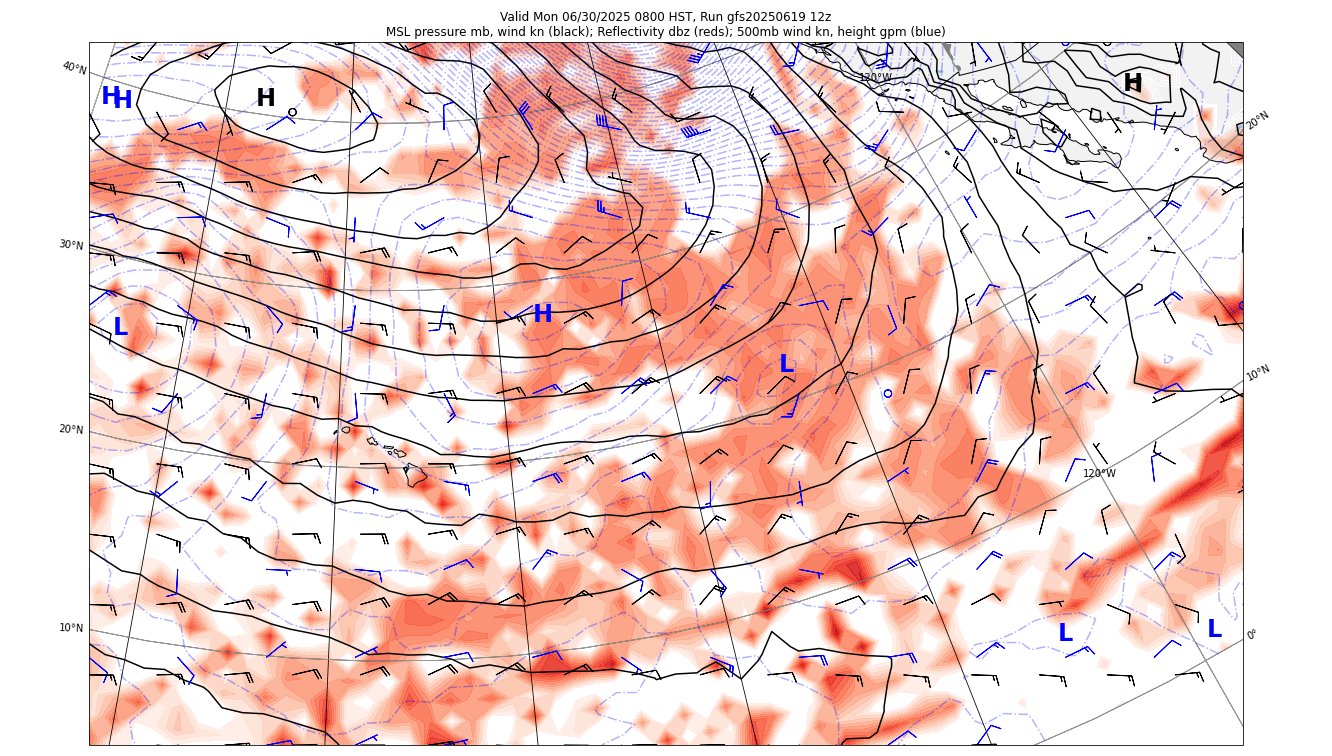 Valid Mon 06/30/2025 0800 HST, Run gfs20250619 12z
MSL pressure mb, wind kn (black); Reflectivity dbz (reds); 500mb wind kn, height gpm (blue)
40°N
130°W
H
H
H
H
20°N
30°N
H
L
L
10°N
20°N
120°W
10°N
L
L
0°